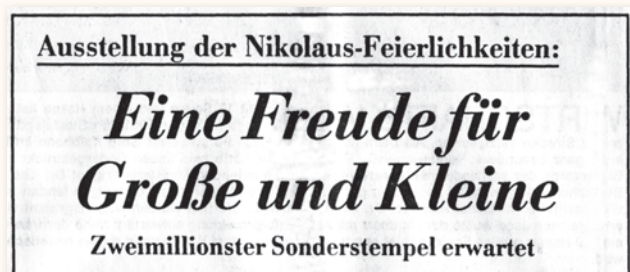 Ausstellung der Nikolaus-Feierlichkeiten:
Eine Freude für
Große und Kleine
Zweimillionster Sonderstempel erwartet